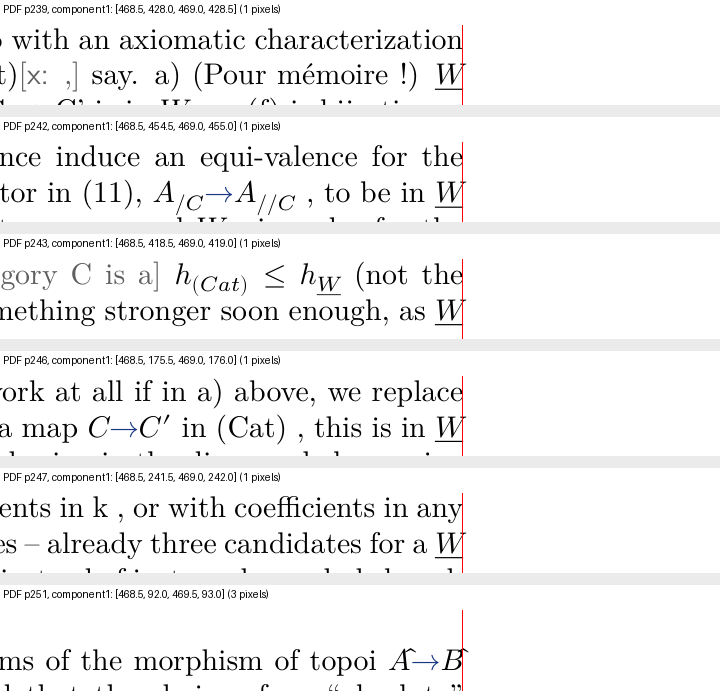 PDF p239, component1: [468.5, 428.0, 469.0, 428.5] (1 pixels)
with an axiomatic characterization
t)[x: ,] say. a) (Pour mémoire !) W
PDF p242, component1: [468.5, 454.5, 469.0, 455.0] (1 pixels)
nce induce an equi-valence for the
tor in (11), A/C→A//C , to be in W
PDF p243, component1: [468.5, 418.5, 469.0, 419.0] (1 pixels)
gory C is a] h(Cat) ≤ hW (not the
mething stronger soon enough, as W
PDF p246, component1: [468.5, 175.5, 469.0, 176.0] (1 pixels)
ork at all if in a) above, we replace
a map C→C′ in (Cat) , this is in W
PDF p247, component1: [468.5, 241.5, 469.0, 242.0] (1 pixels)
ents in k , or with coefficients in any
es – already three candidates for a W
PDF p251, component1: [468.5, 92.0, 469.5, 93.0] (3 pixels)
ms of the morphism of topoi Aˆ→Bˆ